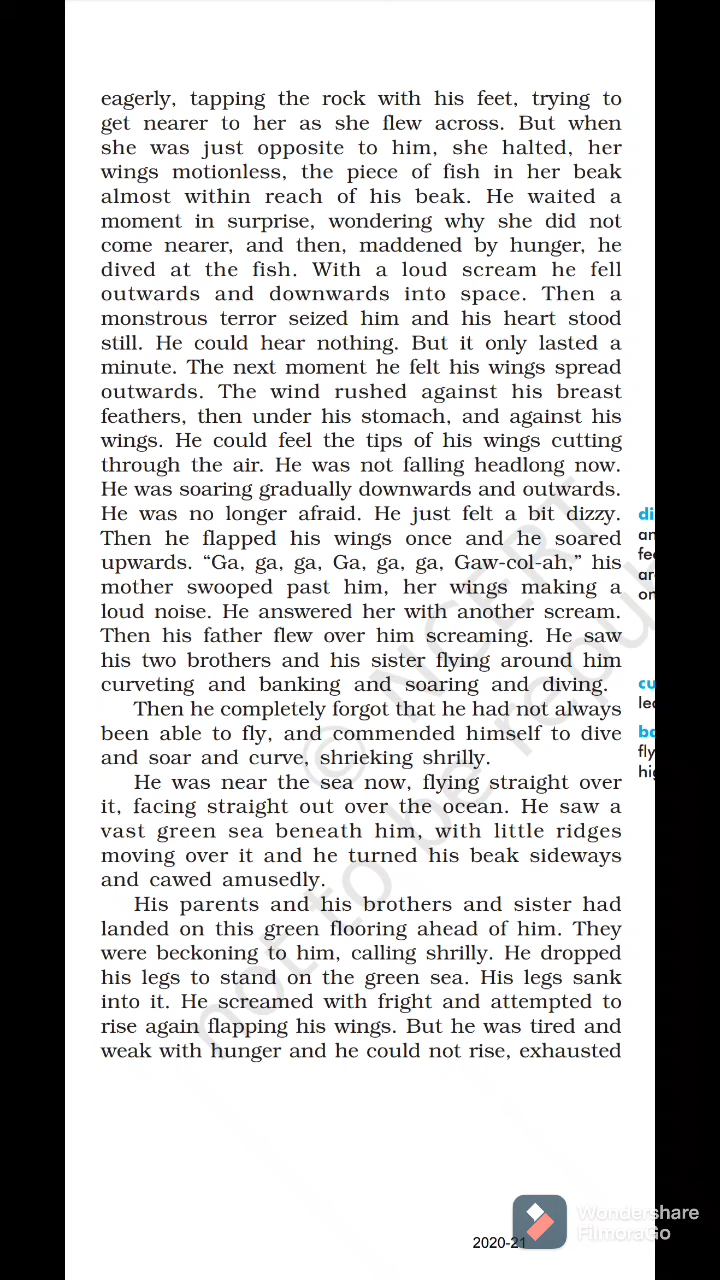 eagerly, tapping the rock with his feet, trying to
get nearer to her as she flew across. But when
she was just opposite to him, she halted, her
wings motionless, the piece of fish in her beak
almost within reach of his beak. He waited a
moment in surprise, wondering why she did not
come nearer, and then, maddened by hunger, he
dived at the fish. With a loud scream he fell
outwards and downwards into space. Then a
monstrous terror seized him and his heart stood
still. He could hear nothing. But it only lasted a
minute. The next moment he felt his wings spread
outwards. The wind rushed against his breast
feathers, then under his stomach, and against his
wings. He could feel the tips of his wings cutting
through the air. He was not falling headlong now.
He was soaring gradually downwards and outwards.
He was no longer afraid. He just felt a bit dizzy.
Then he flapped his wings once and he soared
upwards. “Ga, ga, ga, Ga, ga, ga, Gaw-col-ah,” his
mother swooped past him, her wings making a
loud noise. He answered her with another scream.
Then his father flew over him screaming. He saw
his two brothers and his sister flying around him
curveting and banking and soaring and diving.
Then he completely forgot that he had not always
been able to fly, and commended himself to dive
and soar and curve, shrieking shrilly.
He was near the sea now, flying straight over
it, facing straight out over the ocean. He saw a
vast green sea beneath him, with little ridges
moving over it and he turned his beak sideways
and cawed amusedly.
His parents and his brothers and sister had
landed on this green flooring ahead of him. They
were beckoning to him, calling shrilly. He dropped
his legs to stand on the green sea. His legs sank
into it. He screamed with fright and attempted to
rise again flapping his wings. But he was tired and
weak with hunger and he could not rise, exhausted
© NCERT
not to be repub
2020-21
Wondershare
FilmoraGo